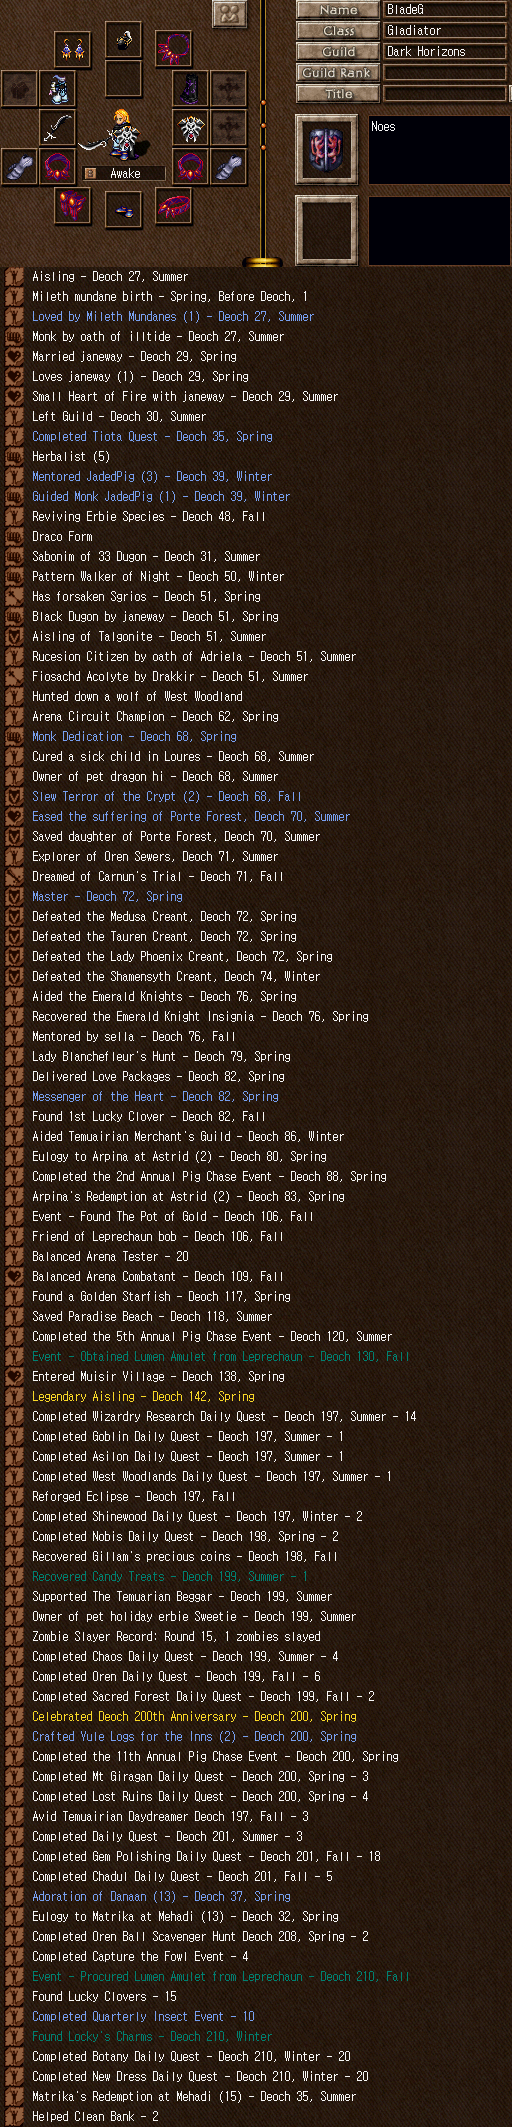 Name BladeG
Class Gladiator
Guild Dark Horizons
Guild Rank
Title
Noes
Awake
Aisling - Deoch 27, Summer
Mileth mundane birth - Spring, Before Deoch, 1
Loved by Mileth Mundanes (1) - Deoch 27, Summer
Monk by oath of illtide - Deoch 27, Summer
Married janeway - Deoch 29, Spring
Loves janeway (1) - Deoch 29, Spring
Small Heart of Fire with janeway - Deoch 29, Summer
Left Guild - Deoch 30, Summer
Completed Tiota Quest - Deoch 35, Spring
Herbalist (5)
Mentored JadedPig (3) - Deoch 39, Winter
Guided Monk JadedPig (1) - Deoch 39, Winter
Reviving Erbie Species - Deoch 48, Fall
Draco Form
Sabonim of 33 Dugon - Deoch 31, Summer
Pattern Walker of Night - Deoch 50, Winter
Has forsaken Sgrios - Deoch 51, Spring
Black Dugon by janeway - Deoch 51, Spring
Aisling of Talgonite - Deoch 51, Summer
Rucesion Citizen by oath of Adriela - Deoch 51, Summer
Fiosachd Acolyte by Drakkir - Deoch 51, Summer
Hunted down a wolf of West Woodland
Arena Circuit Champion - Deoch 62, Spring
Monk Dedication - Deoch 68, Spring
Cured a sick child in Loures - Deoch 68, Summer
Owner of pet dragon hi - Deoch 68, Summer
Slew Terror of the Crypt (2) - Deoch 68, Fall
Eased the suffering of Porte Forest, Deoch 70, Summer
Saved daughter of Porte Forest, Deoch 70, Summer
Explorer of Oren Sewers, Deoch 71, Summer
Dreamed of Carnun's Trial - Deoch 71, Fall
Master - Deoch 72, Spring
Defeated the Medusa Creant, Deoch 72, Spring
Defeated the Tauren Creant, Deoch 72, Spring
Defeated the Lady Phoenix Creant, Deoch 72, Spring
Defeated the Shamensyth Creant, Deoch 74, Winter
Aided the Emerald Knights - Deoch 76, Spring
Recovered the Emerald Knight Insignia - Deoch 76, Spring
Mentored by sella - Deoch 76, Fall
Lady Blanchefleur's Hunt - Deoch 79, Spring
Delivered Love Packages - Deoch 82, Spring
Messenger of the Heart - Deoch 82, Spring
Found 1st Lucky Clover - Deoch 82, Fall
Aided Temuairian Merchant's Guild - Deoch 86, Winter
Eulogy to Arpina at Astrid (2) - Deoch 80, Spring
Completed the 2nd Annual Pig Chase Event - Deoch 88, Spring
Arpina's Redemption at Astrid (2) - Deoch 83, Spring
Event - Found The Pot of Gold - Deoch 106, Fall
Friend of Leprechaun bob - Deoch 106, Fall
Balanced Arena Tester - 20
Balanced Arena Combatant - Deoch 109, Fall
Found a Golden Starfish - Deoch 117, Spring
Saved Paradise Beach - Deoch 118, Summer
Completed the 5th Annual Pig Chase Event - Deoch 120, Summer
Event - Obtained Lumen Amulet from Leprechaun - Deoch 130, Fall
Entered Muisir Village - Deoch 138, Spring
Legendary Aisling - Deoch 142, Spring
Completed Wizardry Research Daily Quest - Deoch 197, Summer - 14
Completed Goblin Daily Quest - Deoch 197, Summer - 1
Completed Asilon Daily Quest - Deoch 197, Summer - 1
Completed West Woodlands Daily Quest - Deoch 197, Summer - 1
Reforged Eclipse - Deoch 197, Fall
Completed Shinewood Daily Quest - Deoch 197, Winter - 2
Completed Nobis Daily Quest - Deoch 198, Spring - 2
Recovered Gillam's precious coins - Deoch 198, Fall
Recovered Candy Treats - Deoch 199, Summer - 1
Supported The Temuarian Beggar - Deoch 199, Summer
Owner of pet holiday erbie Sweetie - Deoch 199, Summer
Zombie Slayer Record: Round 15, 1 zombies slayed
Completed Chaos Daily Quest - Deoch 199, Summer - 4
Completed Oren Daily Quest - Deoch 199, Fall - 6
Completed Sacred Forest Daily Quest - Deoch 199, Fall - 2
Celebrated Deoch 200th Anniversary - Deoch 200, Spring
Crafted Yule Logs for the Inns (2) - Deoch 200, Spring
Completed the 11th Annual Pig Chase Event - Deoch 200, Spring
Completed Mt Giragan Daily Quest - Deoch 200, Spring - 3
Completed Lost Ruins Daily Quest - Deoch 200, Spring - 4
Avid Temuairian Daydreamer Deoch 197, Fall - 3
Completed Daily Quest - Deoch 201, Summer - 3
Completed Gem Polishing Daily Quest - Deoch 201, Fall - 18
Completed Chadul Daily Quest - Deoch 201, Fall - 5
Adoration of Danaan (13) - Deoch 37, Spring
Eulogy to Matrika at Mehadi (13) - Deoch 32, Spring
Completed Oren Ball Scavenger Hunt Deoch 208, Spring - 2
Completed Capture the Fowl Event - 4
Event - Procured Lumen Amulet from Leprechaun - Deoch 210, Fall
Found Lucky Clovers - 15
Completed Quarterly Insect Event - 10
Found Locky's Charms - Deoch 210, Winter
Completed Botany Daily Quest - Deoch 210, Winter - 20
Completed New Dress Daily Quest - Deoch 210, Winter - 20
Matrika's Redemption at Mehadi (15) - Deoch 35, Summer
Helped Clean Bank - 2